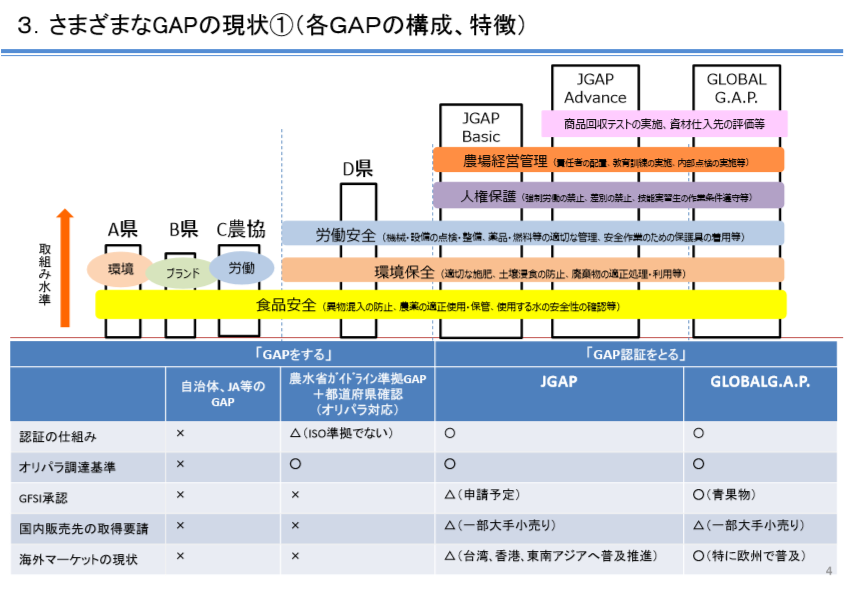 3．さまざまなGAPの現状①（各GAPの構成、特徴）
JGAP
Advance
GLOBAL
G.A.P.
JGAP
Basic
商品回収テストの実施、資材仕入先の評価等
農場経営管理（責任者の配置、教育訓練の実施、内部点検の実施等）
D県
人権保護（強制労働の禁止、差別の禁止、技能実習生の作業条件遵守等）
A県
B県
C農協
労働安全（機械・設備の点検・整備、薬品・燃料等の適切な管理、安全作業のための保護具の着用等）
取組み水準
環境
ブランド
労働
環境保全（適切な施肥、土壌浸食の防止、廃棄物の適正処理・利用等）
食品安全（異物混入の防止、農薬の適正使用・保管、使用する水の安全性の確認等）
「GAPをする」
「GAP認証をとる」
自治体、JA等の
GAP
農水省ｶﾞｲﾄﾞﾗｲﾝ準拠GAP
＋都道府県確認
（オリパラ対応）
JGAP
GLOBALG.A.P.
認証の仕組み
×
△（ISO準拠でない）
○
○
オリパラ調達基準
×
○
○
○
GFSI承認
×
×
△（申請予定）
○（青果物）
国内販売先の取得要請
×
×
△（一部大手小売り）
△（一部大手小売り）
海外マーケットの現状
×
×
△（台湾、香港、東南アジアへ普及推進）
○（特に欧州で普及）
4